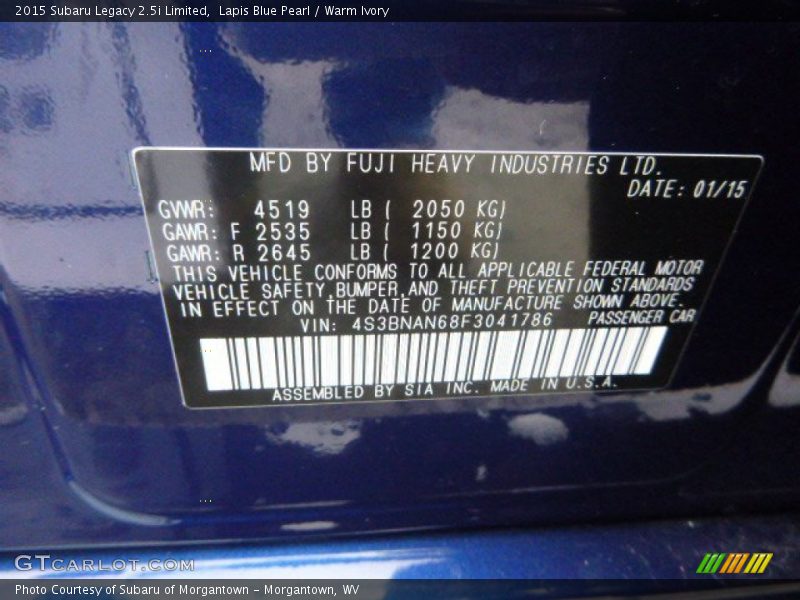 2015 Subaru Legacy 2.5i Limited,  Lapis Blue Pearl / Warm Ivory
MFD BY FUJI HEAVY INDUSTRIES LTD.
DATE: 01/15
GVWR: 4519 LB ( 2050 KG)
GAWR: F 2535 LB ( 1150 KG)
GAWR: R 2645 LB ( 1200 KG)
THIS VEHICLE CONFORMS TO ALL APPLICABLE FEDERAL MOTOR
VEHICLE SAFETY,BUMPER,AND THEFT PREVENTION STANDARDS
IN EFFECT ON THE DATE OF MANUFACTURE SHOWN ABOVE.
VIN: 4S3BNAN68F3041786 PASSENGER CAR
ASSEMBLED BY SIA INC. MADE IN U.S.A.
GTCARLOT.COM
Photo Courtesy of Subaru of Morgantown - Morgantown, WV